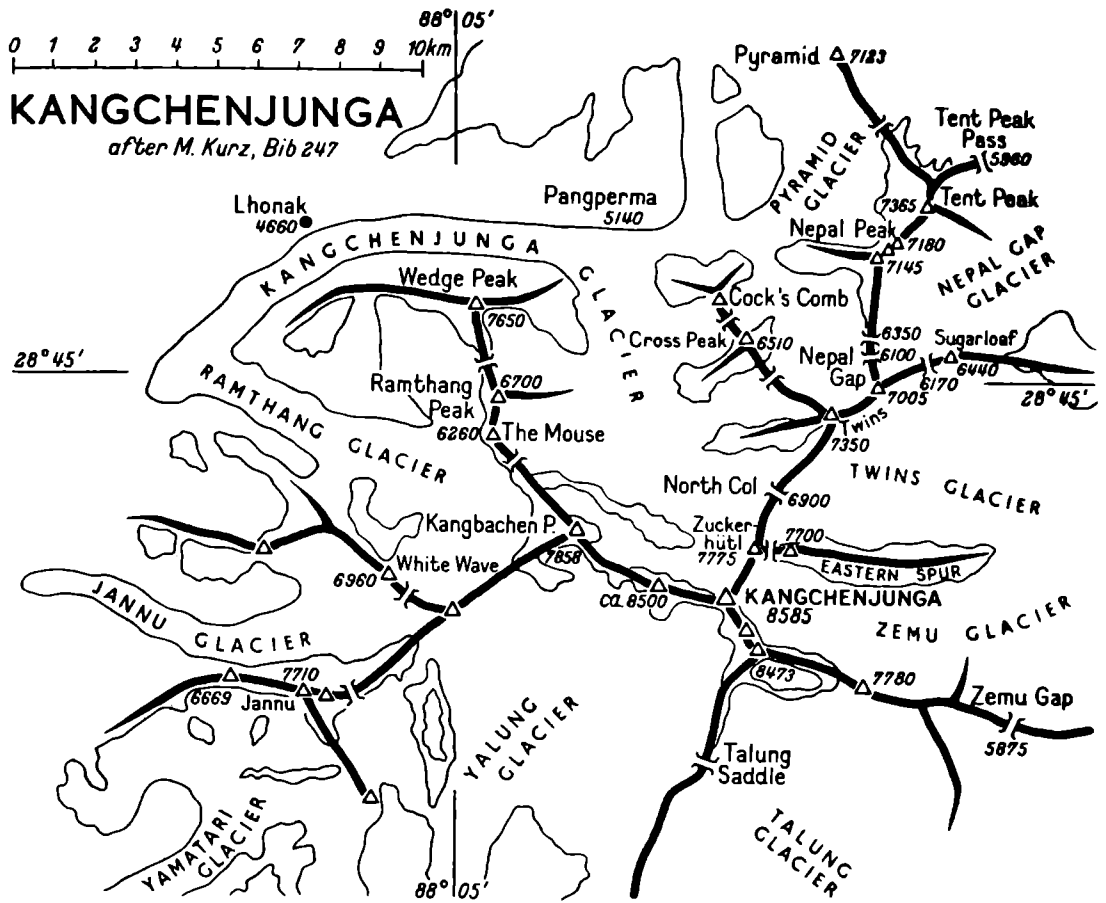 88° 05'
0 1 2 3 4 5 6 7 8 9 10km
KANGCHENJUNGA
after M. Kurz, Bib 247
Pyramid 7123
Tent Peak
Pass
5960
PYRAMID
GLACIER
Lhonak
4660
Pangperma
5140
7365 Tent Peak
Nepal Peak
7180
7145
NEPAL GAP
GLACIER
KANGCHENJUNGA
GLACIER
Wedge Peak
7650
Cock's Comb
Cross Peak 6510
6350
6100
Nepal
Gap
Sugarloaf
6440
6170
7005
28° 45'
28° 45'
RAMTHANG GLACIER
6700
Ramthang
Peak
6260 The Mouse
Twins
7350
TWINS GLACIER
North Col 6900
Kangbachen P.
7858
Zucker-
hütl
7775
7700
EASTERN SPUR
White Wave
6960
ca. 8500
KANGCHENJUNGA
8585
ZEMU GLACIER
JANNU GLACIER
7710
6669 Jannu
8473
7780
Zemu Gap
5875
YALUNG
GLACIER
Talung
Saddle
YAMATARI
GLACIER
TALUNG
GLACIER
88° 05'